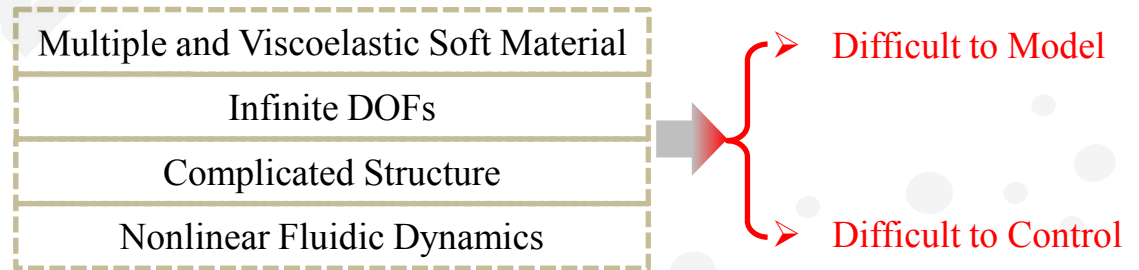 Multiple and Viscoelastic Soft Material
Infinite DOFs
Complicated Structure
Nonlinear Fluidic Dynamics
➢ Difficult to Model
➢ Difficult to Control